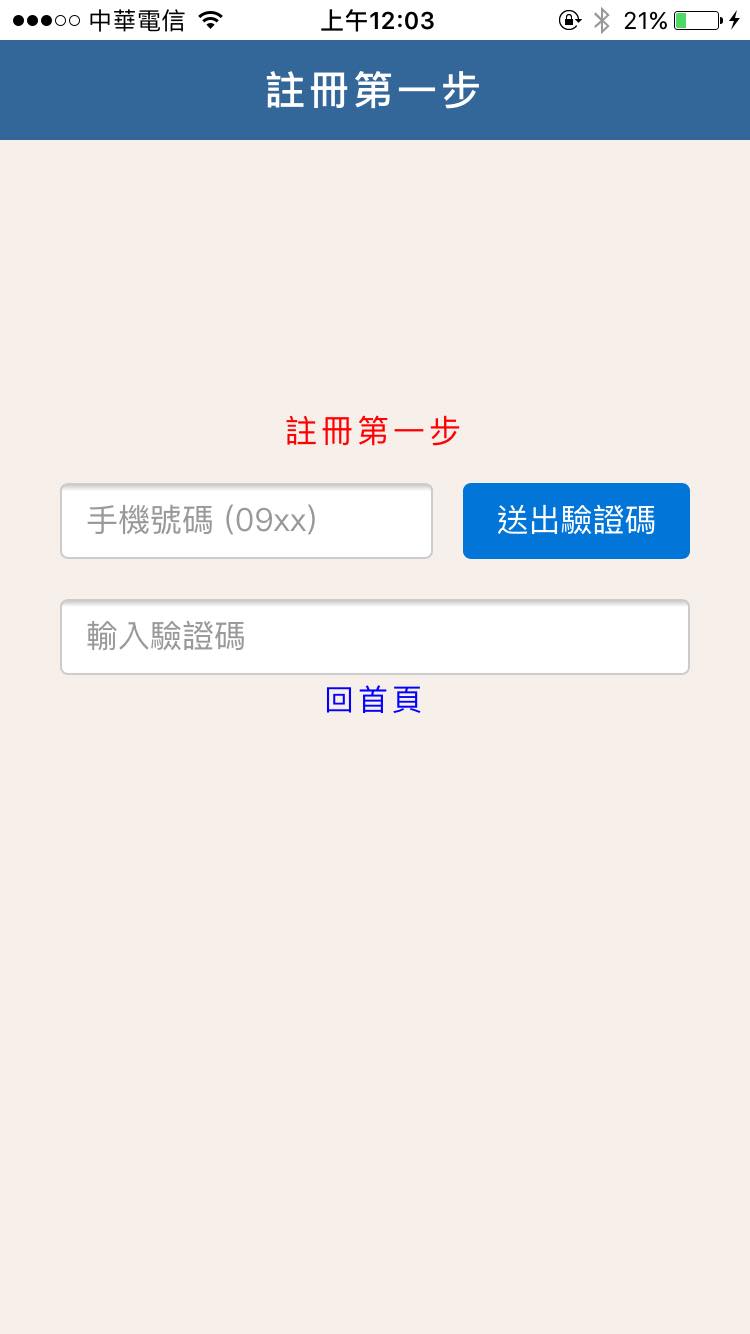 中華電信 上午12:03 21%
註冊第一步
註冊第一步
手機號碼 (09xx) 送出驗證碼
輸入驗證碼
回首頁